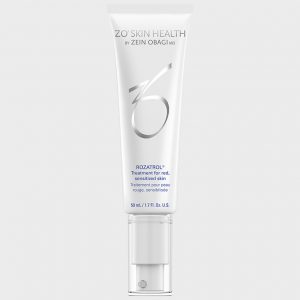 ZO® SKIN HEALTH
BY ZEIN OBAGI MD
ROZATROL™
Treatment for red,
sensitized skin
Traitement pour peau
rouge, sensibilisée
50 mL / 1.7 Fl. Oz. U.S.